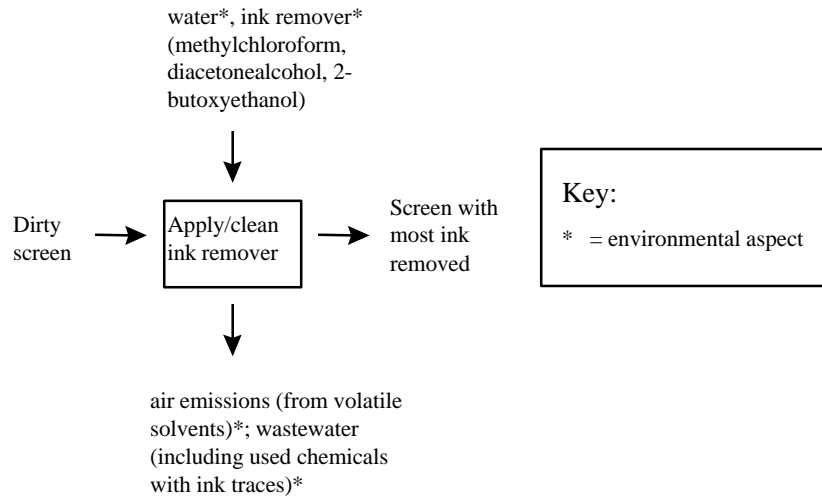 water*, ink remover*
(methylchloroform,
diacetonealcohol, 2-
butoxyethanol)
Dirty
screen
Apply/clean
ink remover
Screen with
most ink
removed
Key:
* = environmental aspect
air emissions (from volatile
solvents)*; wastewater
(including used chemicals
with ink traces)*